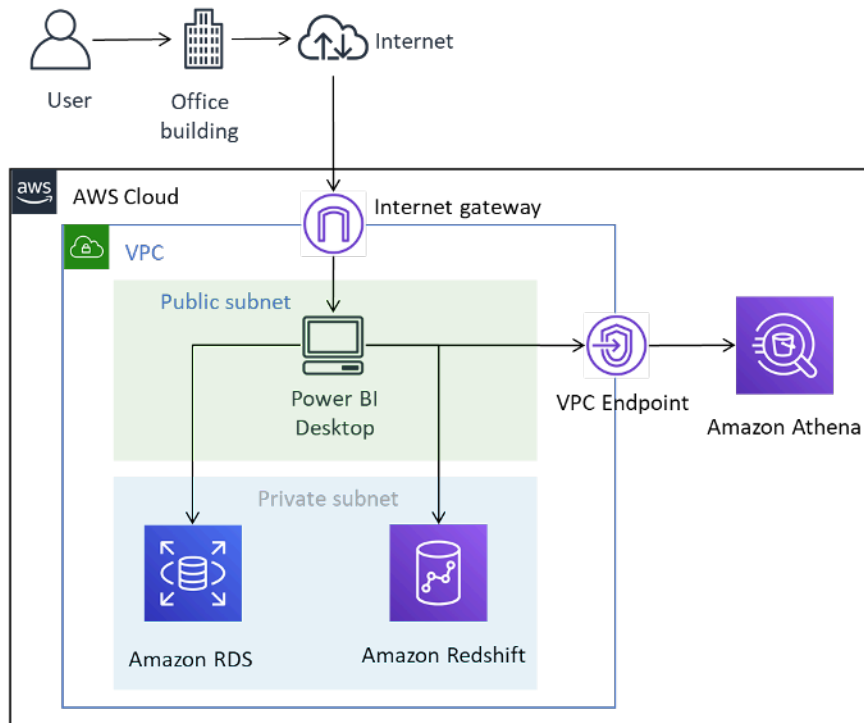 User
Office
building
Internet
aws
AWS Cloud
Internet gateway
VPC
Public subnet
Power BI
Desktop
VPC Endpoint
Amazon Athena
Private subnet
Amazon RDS
Amazon Redshift